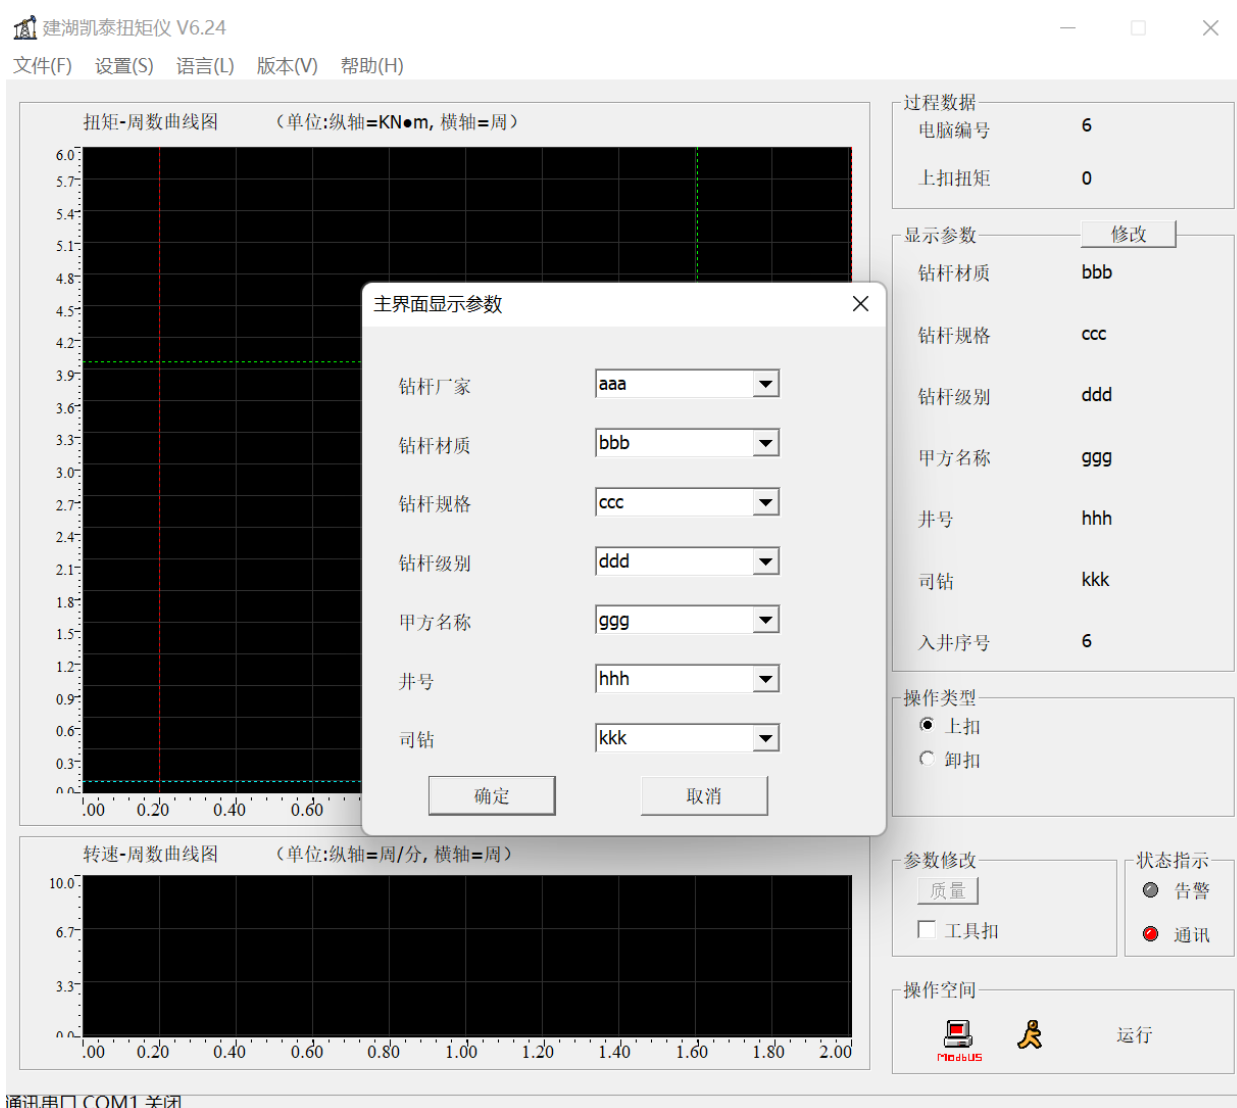 建湖凯泰扭矩仪 V6.24
文件(F) 设置(S) 语言(L) 版本(V) 帮助(H)
扭矩-周数曲线图 (单位:纵轴=KN●m, 横轴=周)
6.0
5.7
5.4
5.1
4.8
4.5
4.2
3.9
3.6
3.3
3.0
2.7
2.4
2.1
1.8
1.5
1.2
0.9
0.6
0.3
0.0
.00 0.20 0.40 0.60
主界面显示参数
钻杆厂家 aaa
钻杆材质 bbb
钻杆规格 ccc
钻杆级别 ddd
甲方名称 ggg
井号 hhh
司钻 kkk
确定 取消
转速-周数曲线图 (单位:纵轴=周/分, 横轴=周)
10.0
6.7
3.3
0.0
.00 0.20 0.40 0.60 0.80 1.00 1.20 1.40 1.60 1.80 2.00
过程数据
电脑编号 6
上扣扭矩 0
显示参数 修改
钻杆材质 bbb
钻杆规格 ccc
钻杆级别 ddd
甲方名称 ggg
井号 hhh
司钻 kkk
入井序号 6
操作类型
上扣
卸扣
参数修改
质量
工具扣
状态指示
告警
通讯
操作空间
Modbus
运行
通讯串口 COM1 关闭